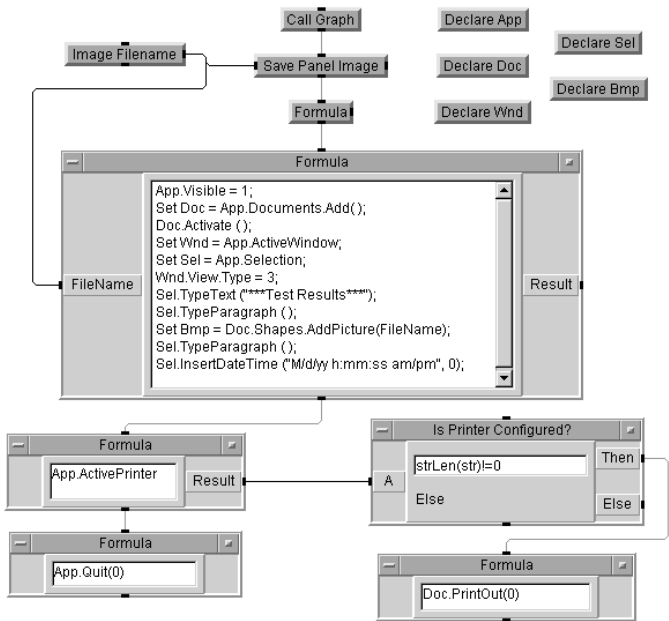 Call Graph
Declare App
Image Filename
Declare Sel
Save Panel Image
Declare Doc
Declare Bmp
Formula
Declare Wnd
Formula
App.Visible = 1;
Set Doc = App.Documents.Add( );
Doc.Activate ( );
Set Wnd = App.ActiveWindow;
Set Sel = App.Selection;
Wnd.View.Type = 3;
Sel.TypeText ("***Test Results***");
Sel.TypeParagraph ( );
Set Bmp = Doc.Shapes.AddPicture(FileName);
Sel.TypeParagraph ( );
Sel.InsertDateTime ("M/d/yy h:mm:ss am/pm", 0);
FileName
Result
Formula
App.ActivePrinter
Result
Is Printer Configured?
A
strLen(str)!=0
Then
Else
Else
Formula
App.Quit(0)
Formula
Doc.PrintOut(0)